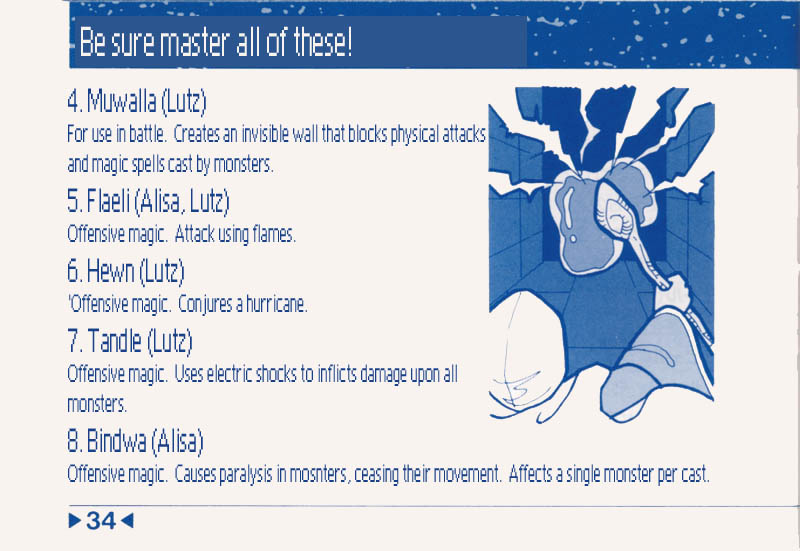 Be sure master all of these!
4. Muwalla (Lutz)
For use in battle. Creates an invisible wall that blocks physical attacks
and magic spells cast by monsters.
5. Flaeli (Alisa, Lutz)
Offensive magic. Attack using flames.
6. Hewn (Lutz)
'Offensive magic. Conjures a hurricane.
7. Tandle (Lutz)
Offensive magic. Uses electric shocks to inflicts damage upon all
monsters.
8. Bindwa (Alisa)
Offensive magic. Causes paralysis in mosnters, ceasing their movement. Affects a single monster per cast.
▶34◀